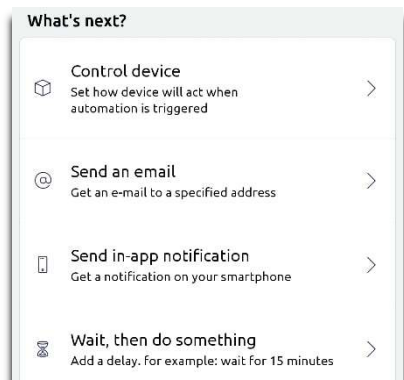 What's next?
Control device
Set how device will act when
automation is triggered
Send an email
Get an e-mail to a specified address
Send in-app notification
Get a notification on your smartphone
Wait, then do something
Add a delay. for example: wait for 15 minutes